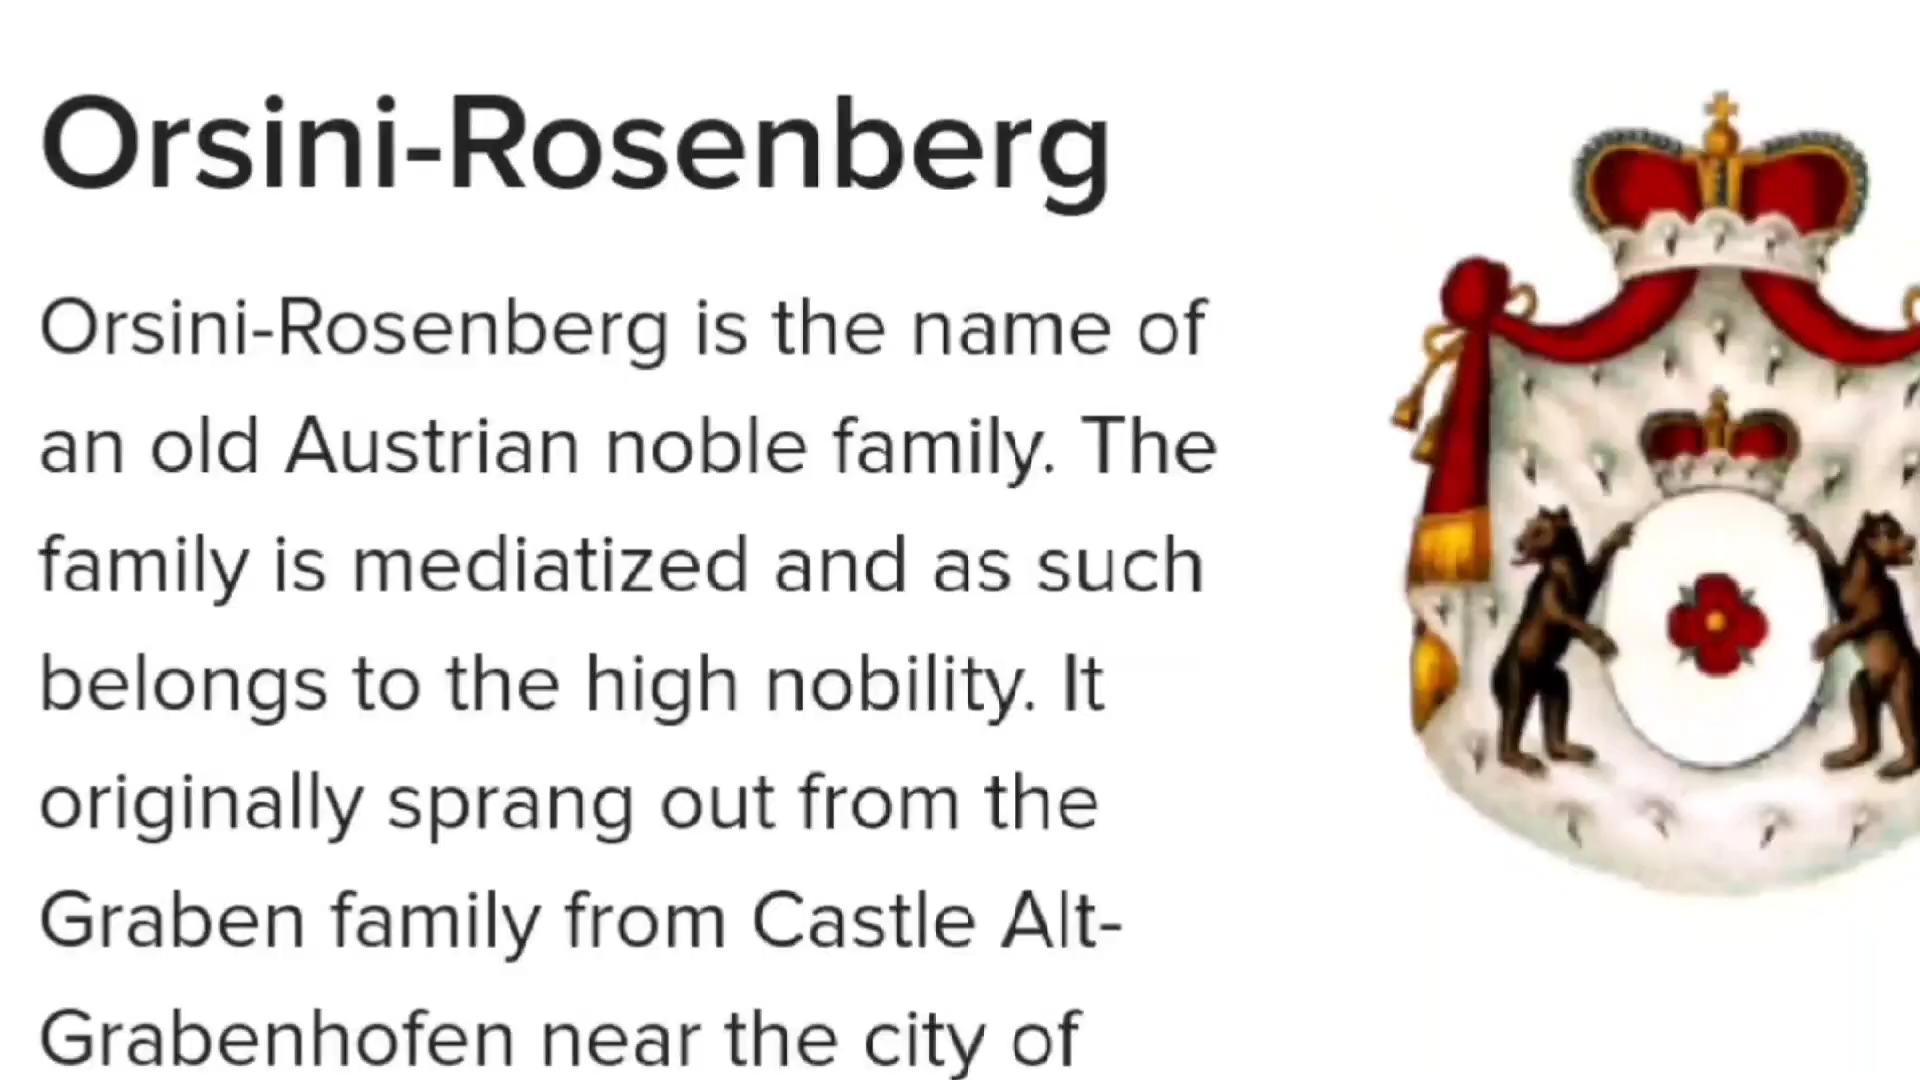 Orsini-Rosenberg
Orsini-Rosenberg is the name of
an old Austrian noble family. The
family is mediatized and as such
belongs to the high nobility. It
originally sprang out from the
Graben family from Castle Alt-
Grabenhofen near the city of